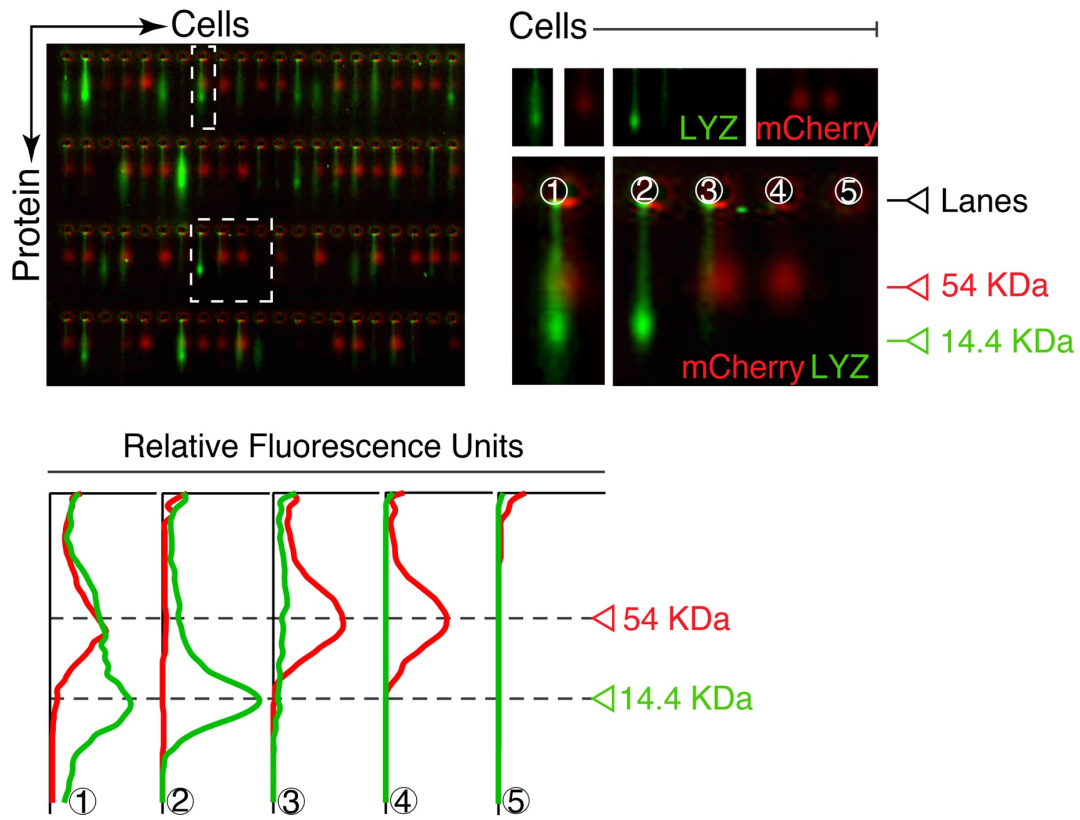 Cells
Protein
Cells
LYZ
mCherry
① ② ③ ④ ⑤
Lanes
54 KDa
14.4 KDa
mCherry LYZ
Relative Fluorescence Units
54 KDa
14.4 KDa
① ② ③ ④ ⑤